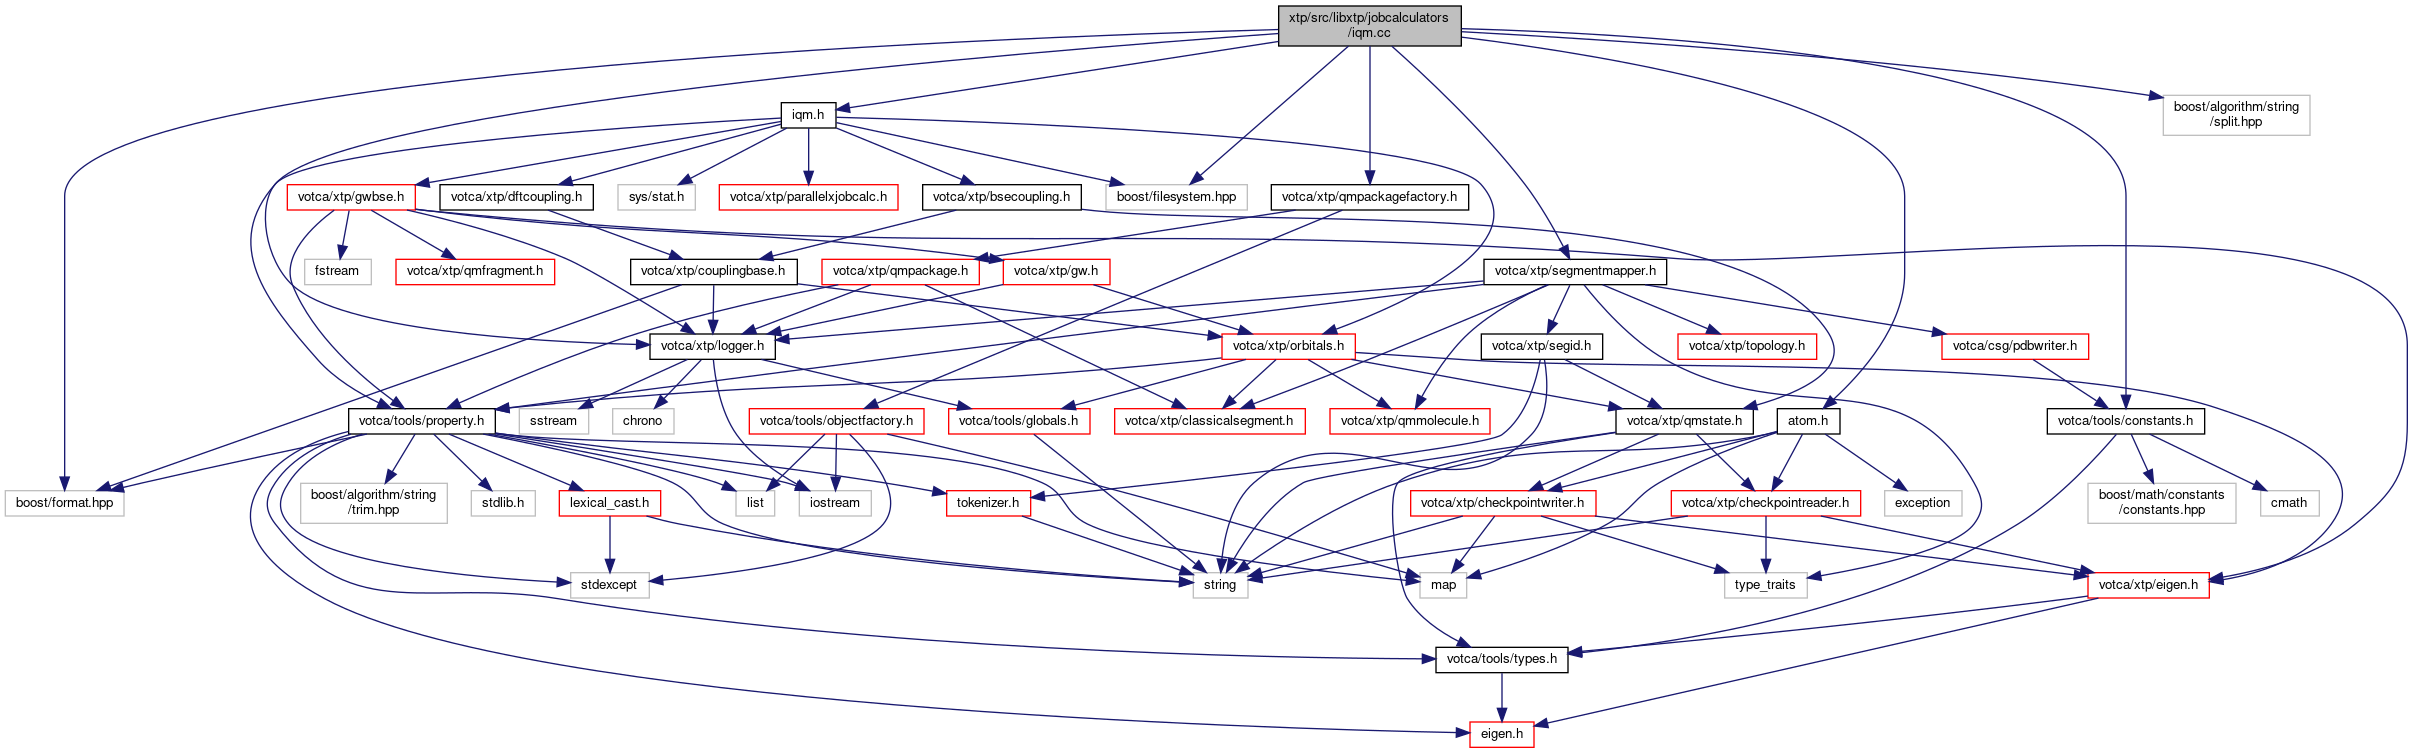 xtp/src/libxtp/jobcalculators
/iqm.cc
iqm.h
boost/algorithm/string
/split.hpp
votca/xtp/gwbse.h
votca/xtp/dftcoupling.h
sys/stat.h
votca/xtp/parallelxjobcalc.h
votca/xtp/bsecoupling.h
boost/filesystem.hpp
votca/xtp/qmpackagefactory.h
fstream
votca/xtp/qmfragment.h
votca/xtp/couplingbase.h
votca/xtp/qmpackage.h
votca/xtp/gw.h
votca/xtp/segmentmapper.h
votca/xtp/logger.h
votca/xtp/orbitals.h
votca/xtp/segid.h
votca/xtp/topology.h
votca/csg/pdbwriter.h
votca/tools/property.h
sstream
chrono
votca/tools/objectfactory.h
votca/tools/globals.h
votca/xtp/classicalsegment.h
votca/xtp/qmmolecule.h
votca/xtp/qmstate.h
atom.h
votca/tools/constants.h
boost/format.hpp
boost/algorithm/string
/trim.hpp
stdlib.h
lexical_cast.h
list
iostream
tokenizer.h
votca/xtp/checkpointwriter.h
votca/xtp/checkpointreader.h
exception
boost/math/constants
/constants.hpp
cmath
stdexcept
string
map
type_traits
votca/xtp/eigen.h
votca/tools/types.h
eigen.h